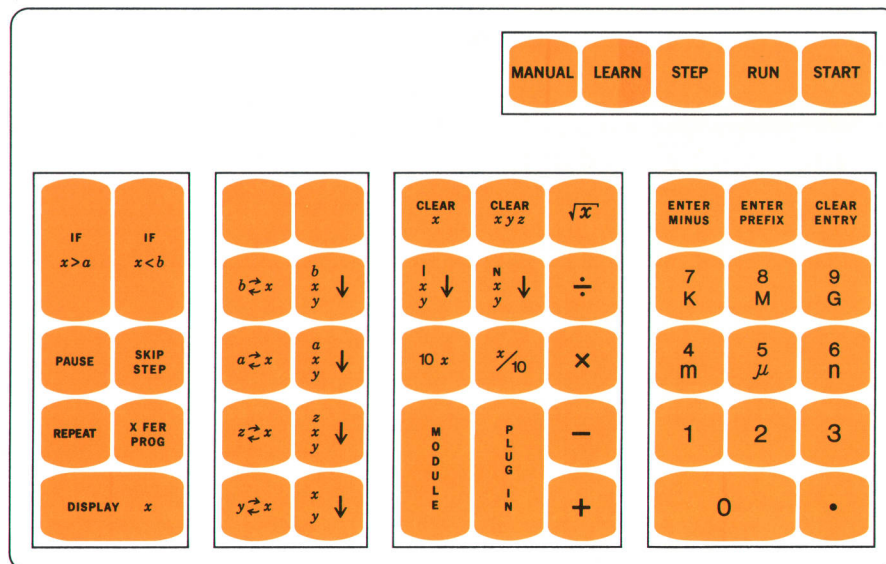 MANUAL LEARN STEP RUN START
IF
x>a
IF
x<b
PAUSE
SKIP
STEP
REPEAT
X FER
PROG
DISPLAY x
b⇄x
b
x
y ↓
a⇄x
a
x
y ↓
z⇄x
z
x
y ↓
y⇄x
x
y ↓
CLEAR
x
CLEAR
x y z
√x
I
x
y ↓
N
x
y ↓
÷
10 x
x/10
×
MODULE
PLUG IN
−
+
ENTER
MINUS
ENTER
PREFIX
CLEAR
ENTRY
7
K
8
M
9
G
4
m
5
μ
6
n
1
2
3
0
•